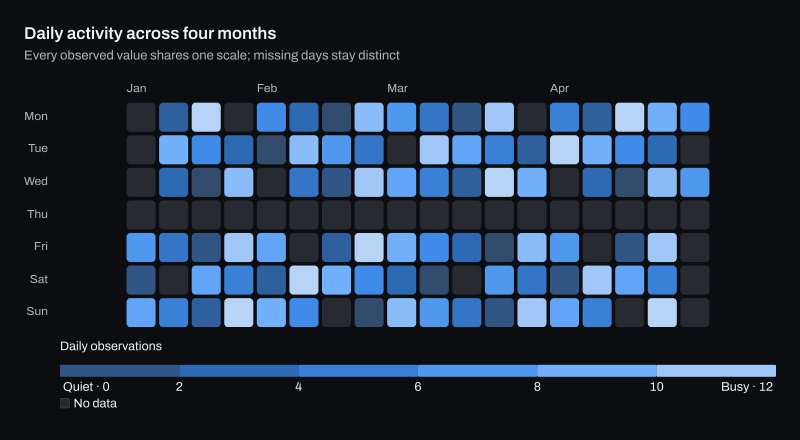 Daily activity across four months
Every observed value shares one scale; missing days stay distinct
Jan Feb Mar Apr
Mon
Tue
Wed
Thu
Fri
Sat
Sun
Daily observations
Quiet · 0 2 4 6 8 10 Busy · 12
No data